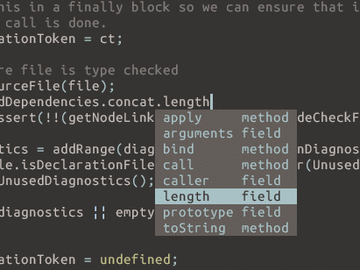 his in a finally block so we can ensure that i
call is done.
ationToken = ct;
re file is type checked
urceFile(file);
dDependencies.concat.length
ssert(!!(getNodeLink apply method deCheckF
arguments field
tics = addRange(diag bind method nDiagnos
le.isDeclarationFile call method r(Unused
UnusedDiagnostics(); caller field
length field
diagnostics || empty prototype field
toString method
ationToken = undefined;